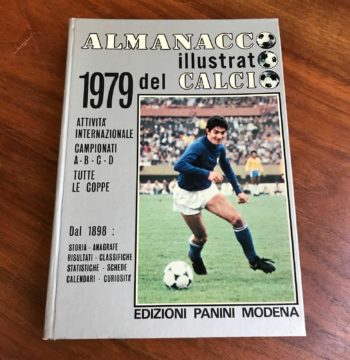 ALMANACCO
illustrato
1979 del CALCIO
ATTIVITÀ
INTERNAZIONALE
CAMPIONATI
A-B-C-D
TUTTE
LE COPPE
Dal 1898 :
STORIA - ANAGRAFE
RISULTATI - CLASSIFICHE
STATISTICHE - SCHEDE
CALENDARI - CURIOSITÀ
EDIZIONI PANINI MODENA